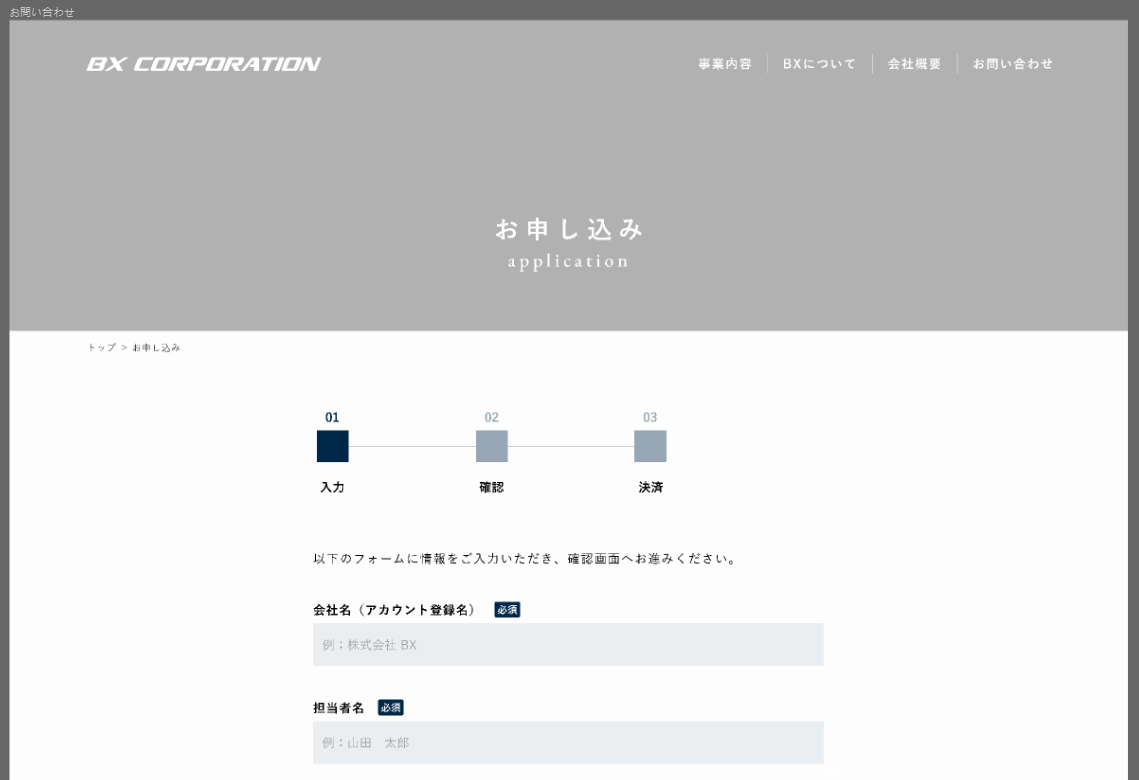 お問い合わせ
BX CORPORATION
事業内容
BXについて
会社概要
お問い合わせ
お申し込み
application
トップ > お申し込み
01 02 03
入力 確認 決済
以下のフォームに情報をご入力いただき、確認画面へお進みください。
会社名（アカウント登録名） 必須
例：株式会社 BX
担当者名 必須
例：山田　太郎